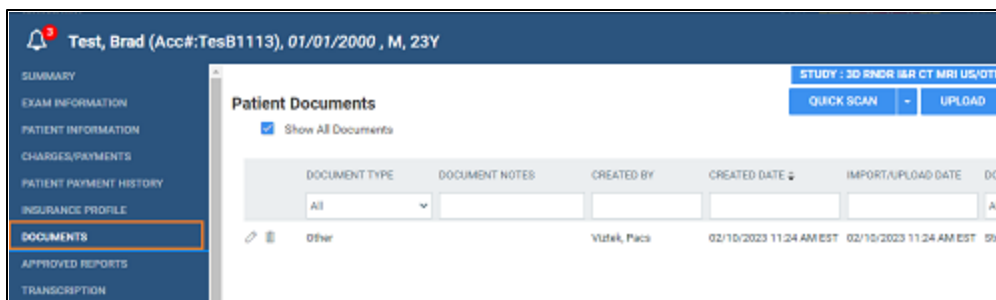 3
Test, Brad (Acc#:TesB1113), 01/01/2000 , M, 23Y
SUMMARY
EXAM INFORMATION
PATIENT INFORMATION
CHARGES/PAYMENTS
PATIENT PAYMENT HISTORY
INSURANCE PROFILE
DOCUMENTS
APPROVED REPORTS
TRANSCRIPTION
STUDY : 3D RNDR I&R CT MRI US/OT
Patient Documents
QUICK SCAN UPLOAD
Show All Documents
DOCUMENT TYPE DOCUMENT NOTES CREATED BY CREATED DATE IMPORT/UPLOAD DATE DO
All A
Other Viztek, Pacs 02/10/2023 11:24 AM EST 02/10/2023 11:24 AM EST St